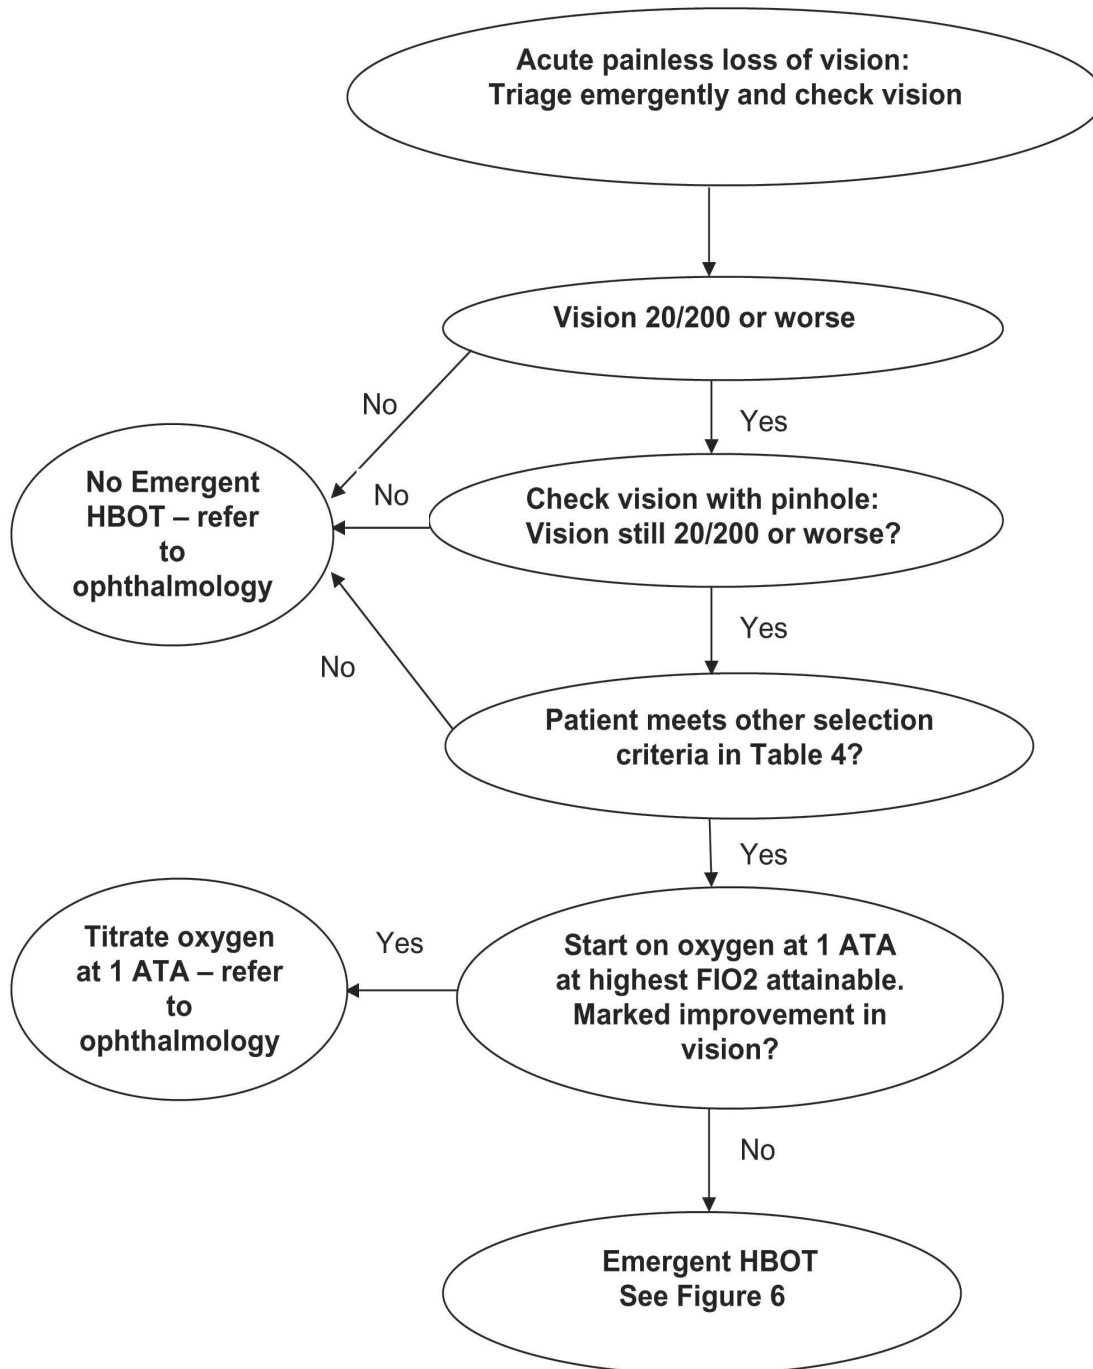 Acute painless loss of vision:
Triage emergently and check vision
Vision 20/200 or worse
No
Yes
No Emergent
HBOT – refer
to
ophthalmology
No
Check vision with pinhole:
Vision still 20/200 or worse?
Yes
No
Patient meets other selection
criteria in Table 4?
Yes
Titrate oxygen
at 1 ATA – refer
to
ophthalmology
Yes
Start on oxygen at 1 ATA
at highest FIO2 attainable.
Marked improvement in
vision?
No
Emergent HBOT
See Figure 6